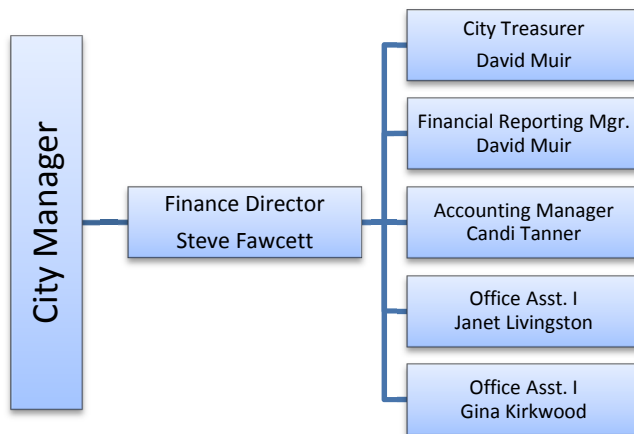 City Manager
Finance Director
Steve Fawcett
City Treasurer
David Muir
Financial Reporting Mgr.
David Muir
Accounting Manager
Candi Tanner
Office Asst. I
Janet Livingston
Office Asst. I
Gina Kirkwood